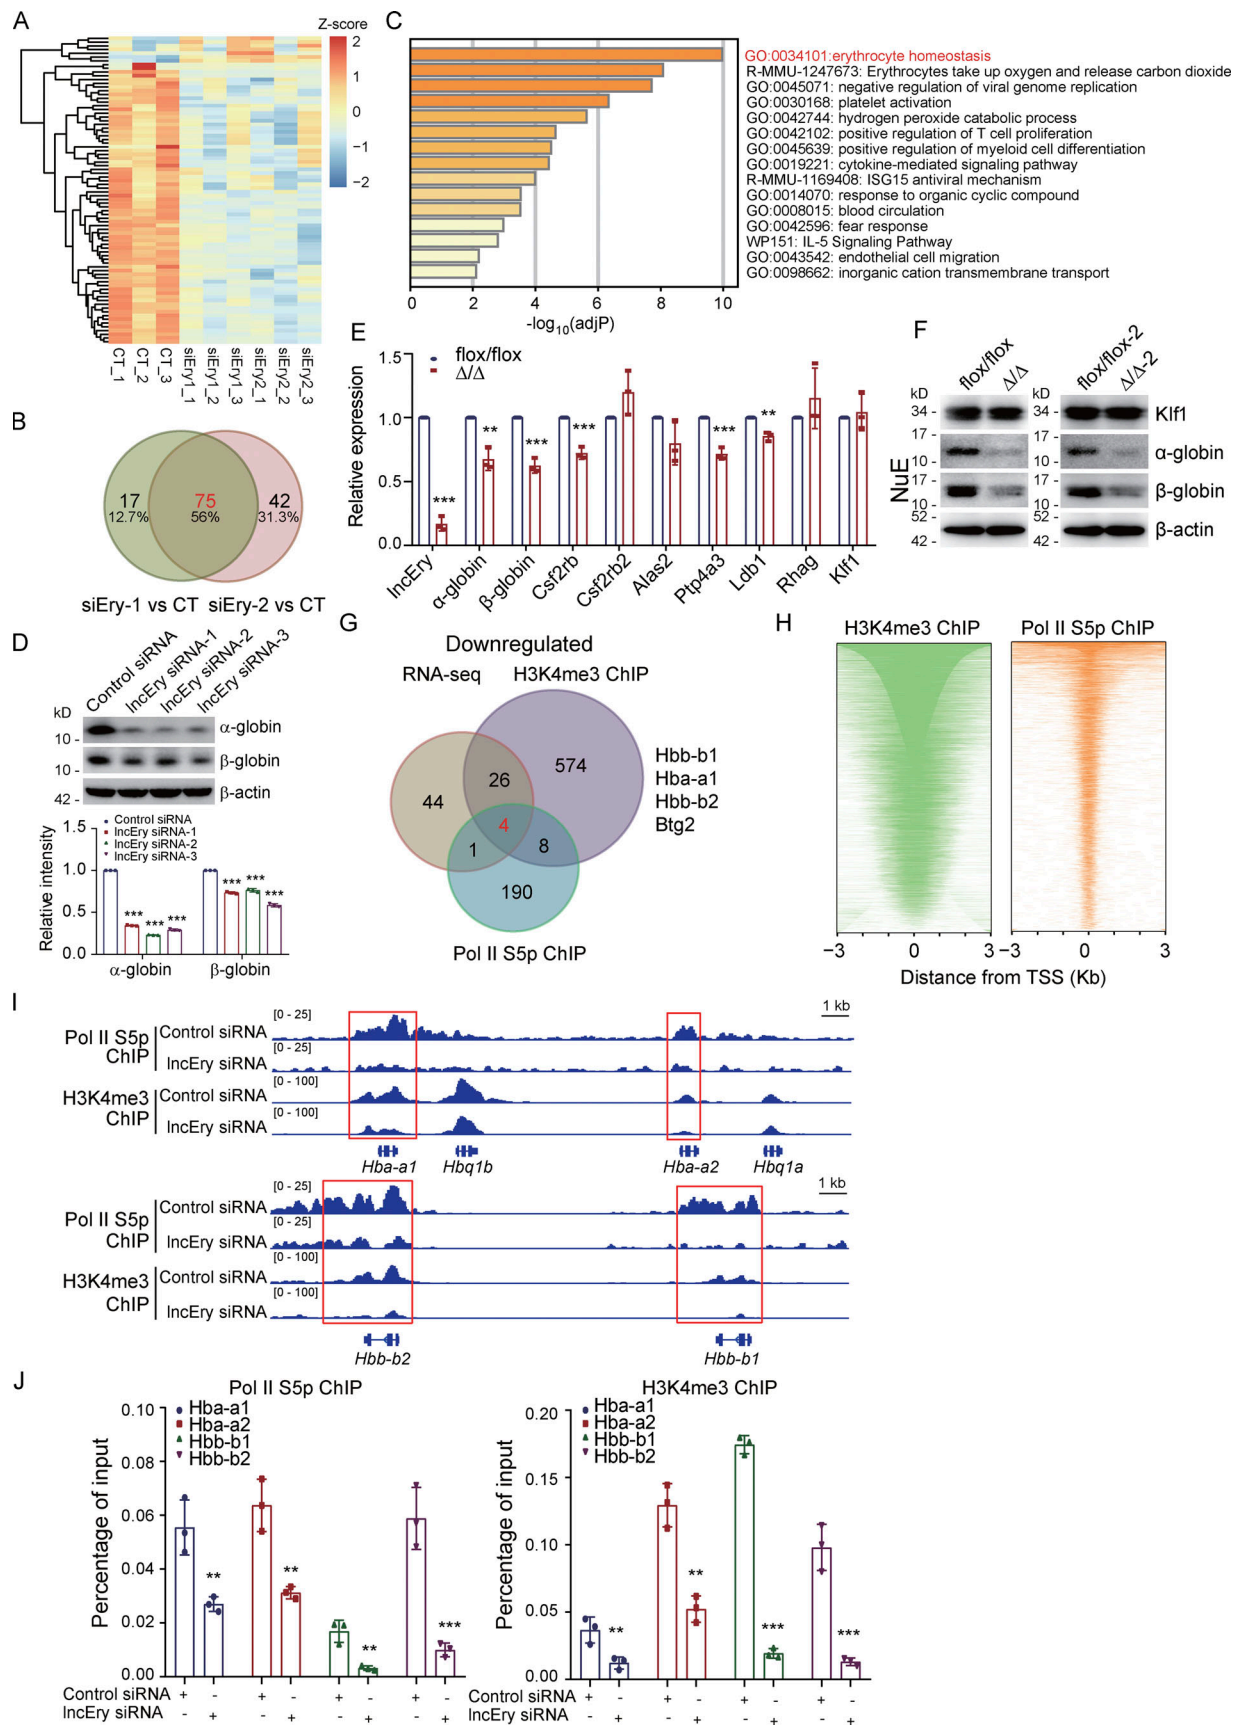 A
Z-score
2
1
0
−1
−2
CT_1
CT_2
CT_3
siEry1_1
siEry1_2
siEry1_3
siEry2_1
siEry2_2
siEry2_3
B
17
12.7%
75
56%
42
31.3%
siEry-1 vs CT siEry-2 vs CT
C
GO:0034101:erythrocyte homeostasis
R-MMU-1247673: Erythrocytes take up oxygen and release carbon dioxide
GO:0045071: negative regulation of viral genome replication
GO:0030168: platelet activation
GO:0042744: hydrogen peroxide catabolic process
GO:0042102: positive regulation of T cell proliferation
GO:0045639: positive regulation of myeloid cell differentiation
GO:0019221: cytokine-mediated signaling pathway
R-MMU-1169408: ISG15 antiviral mechanism
GO:0014070: response to organic cyclic compound
GO:0008015: blood circulation
GO:0042596: fear response
WP151: IL-5 Signaling Pathway
GO:0043542: endothelial cell migration
GO:0098662: inorganic cation transmembrane transport
0 2 4 6 8 10
-log10(adjP)
D
Control siRNA
lncEry siRNA-1
lncEry siRNA-2
lncEry siRNA-3
kD
10 - α-globin
10 - β-globin
42 - β-actin
Control siRNA
lncEry siRNA-1
lncEry siRNA-2
lncEry siRNA-3
Relative intensity
1.5
1.0
0.5
0.0
*** *** *** *** *** ***
α-globin β-globin
E
flox/flox
Δ/Δ
Relative expression
1.5
1.0
0.5
0.0
*** ** *** *** *** **
lncEry
α-globin
β-globin
Csf2rb
Csf2rb2
Alas2
Ptp4a3
Ldb1
Rhag
Klf1
F
flox/flox
Δ/Δ
flox/flox-2
Δ/Δ-2
kD kD
NuE
34 - 34 - Klf1
17 - 17 -
10 - 10 - α-globin
17 - 17 -
10 - 10 - β-globin
52 - 52 -
42 - 42 - β-actin
G
Downregulated
RNA-seq H3K4me3 ChIP
44
26
574
4
1
8
190
Pol II S5p ChIP
Hbb-b1
Hba-a1
Hbb-b2
Btg2
H
H3K4me3 ChIP Pol II S5p ChIP
−3 0 3 −3 0 3
Distance from TSS (Kb)
I
1 kb
Pol II S5p
ChIP
Control siRNA [0 - 25]
lncEry siRNA [0 - 25]
H3K4me3
ChIP
Control siRNA [0 - 100]
lncEry siRNA [0 - 100]
Hba-a1 Hbq1b Hba-a2 Hbq1a
1 kb
Pol II S5p
ChIP
Control siRNA [0 - 25]
lncEry siRNA [0 - 25]
H3K4me3
ChIP
Control siRNA [0 - 100]
lncEry siRNA [0 - 100]
Hbb-b2 Hbb-b1
J
Pol II S5p ChIP
Hba-a1
Hba-a2
Hbb-b1
Hbb-b2
Percentage of input
0.10
0.08
0.06
0.04
0.02
0.00
** ** ** ***
Control siRNA + - + - + - + -
lncEry siRNA - + - + - + - +
H3K4me3 ChIP
Hba-a1
Hba-a2
Hbb-b1
Hbb-b2
Percentage of input
0.20
0.15
0.10
0.05
0.00
** ** *** ***
Control siRNA + - + - + - + -
lncEry siRNA - + - + - + - +